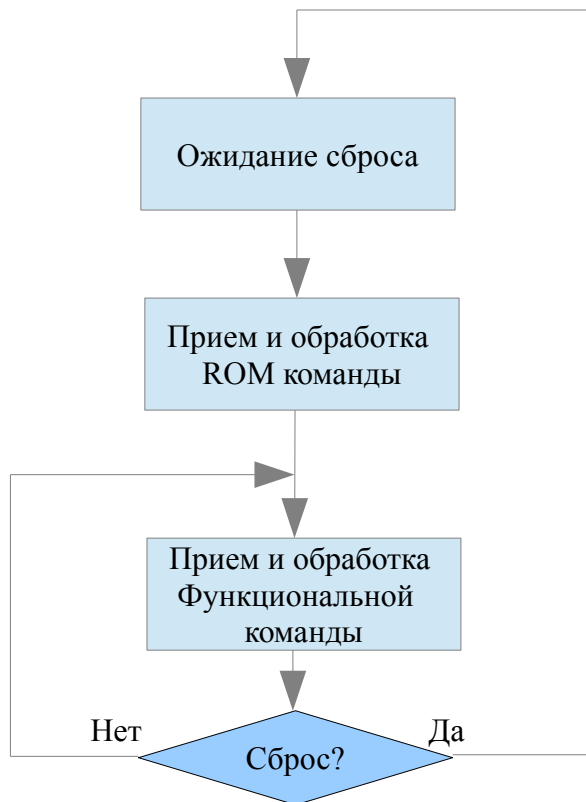 Ожидание сброса
Прием и обработка
ROM команды
Прием и обработка
Функциональной
команды
Нет
Да
Сброс?